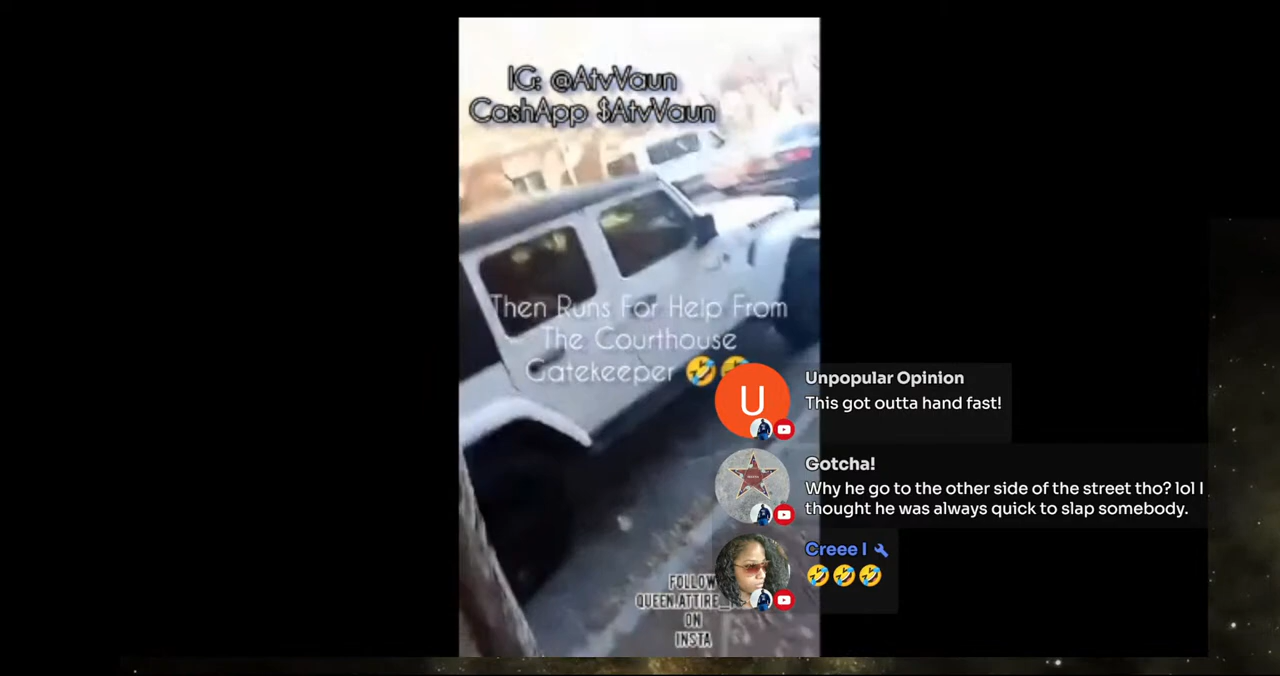 IG: @AtvVaun
CashApp $AtvVaun
Then Runs For Help From
The Courthouse
Gatekeeper 🤣🤣
U
Unpopular Opinion
This got outta hand fast!
Gotcha!
Why he go to the other side of the street tho? lol I
thought he was always quick to slap somebody.
Creee I
🤣🤣🤣
FOLLOW
QUEEN.ATTIRE_
ON
INSTA